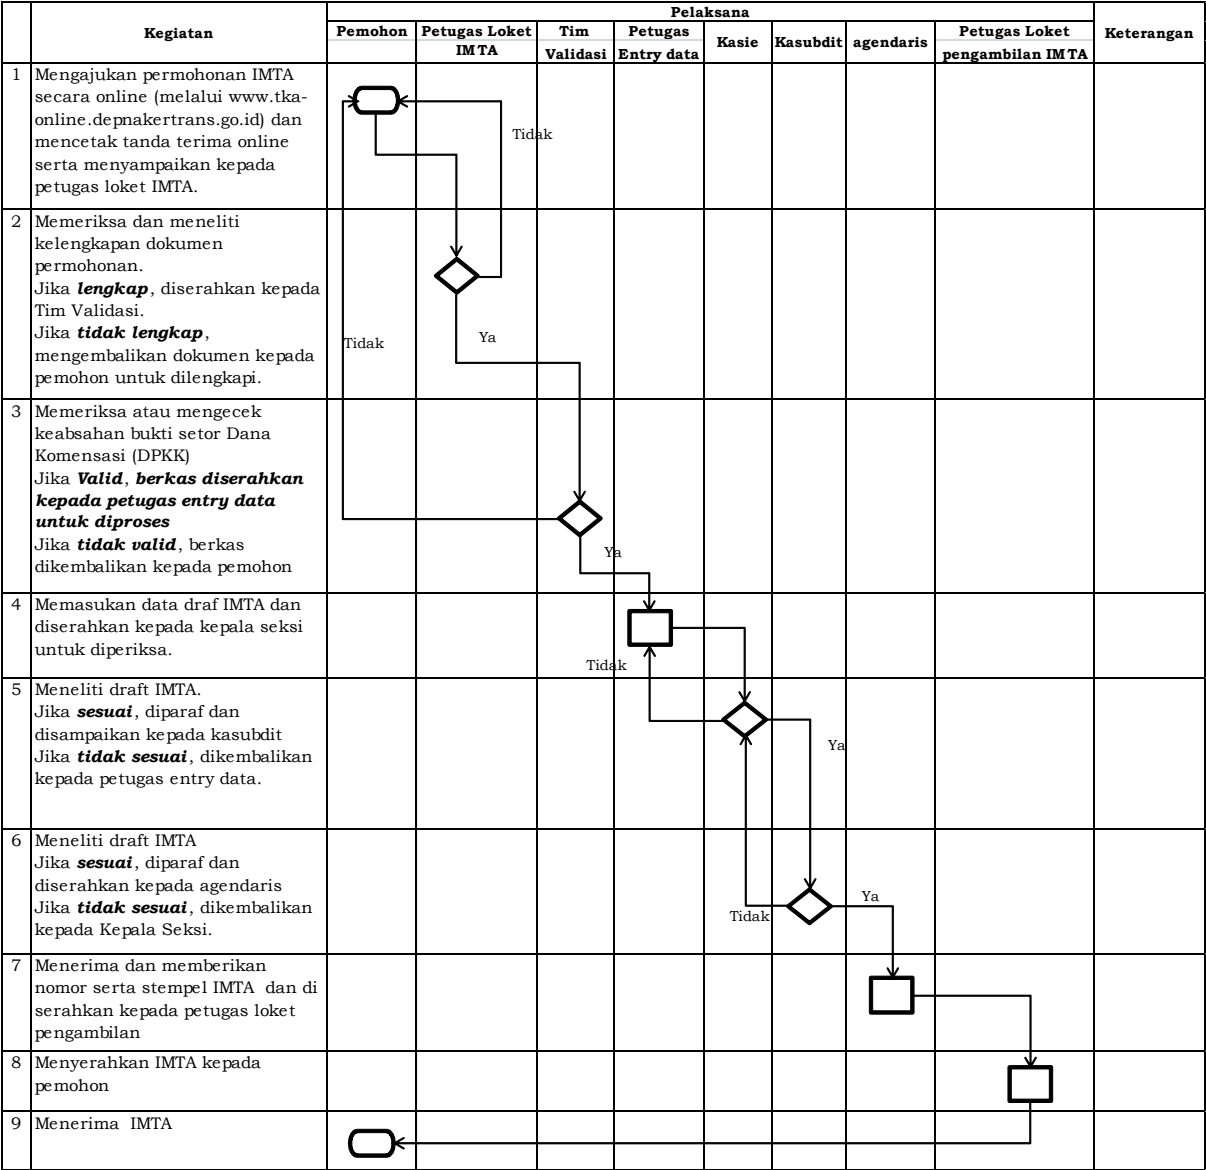 Pelaksana
Kegiatan
Pemohon
Petugas Loket
IMTA
Tim
Validasi
Petugas
Entry data
Kasie
Kasubdit
agendaris
Petugas Loket
pengambilan IMTA
Keterangan
1 Mengajukan permohonan IMTA
secara online (melalui www.tka-
online.depnakertrans.go.id) dan
mencetak tanda terima online
serta menyampaikan kepada
petugas loket IMTA.
Tidak
2 Memeriksa dan meneliti
kelengkapan dokumen
permohonan.
Jika lengkap, diserahkan kepada
Tim Validasi.
Jika tidak lengkap,
mengembalikan dokumen kepada
pemohon untuk dilengkapi.
Tidak
Ya
3 Memeriksa atau mengecek
keabsahan bukti setor Dana
Komensasi (DPKK)
Jika Valid, berkas diserahkan
kepada petugas entry data
untuk diproses
Jika tidak valid, berkas
dikembalikan kepada pemohon
Ya
4 Memasukan data draf IMTA dan
diserahkan kepada kepala seksi
untuk diperiksa.
Tidak
5 Meneliti draft IMTA.
Jika sesuai, diparaf dan
disampaikan kepada kasubdit
Jika tidak sesuai, dikembalikan
kepada petugas entry data.
Ya
6 Meneliti draft IMTA
Jika sesuai, diparaf dan
diserahkan kepada agendaris
Jika tidak sesuai, dikembalikan
kepada Kepala Seksi.
Tidak
Ya
7 Menerima dan memberikan
nomor serta stempel IMTA dan di
serahkan kepada petugas loket
pengambilan
8 Menyerahkan IMTA kepada
pemohon
9 Menerima IMTA